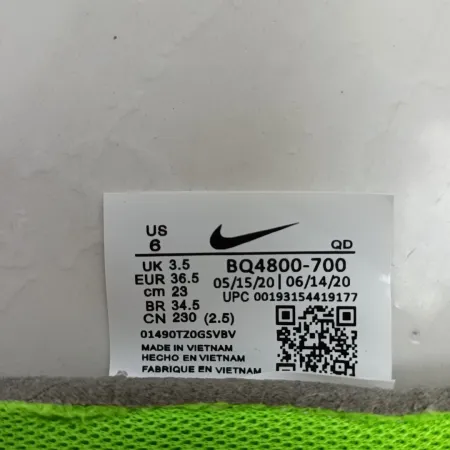 US
6
QD
UK 3.5
EUR 36.5
cm 23
BR 34.5
CN 230 (2.5)
BQ4800-700
05/15/20 | 06/14/20
UPC 00193154419177
01490TZ0GSVBV
MADE IN VIETNAM
HECHO EN VIETNAM
FABRIQUE EN VIETNAM